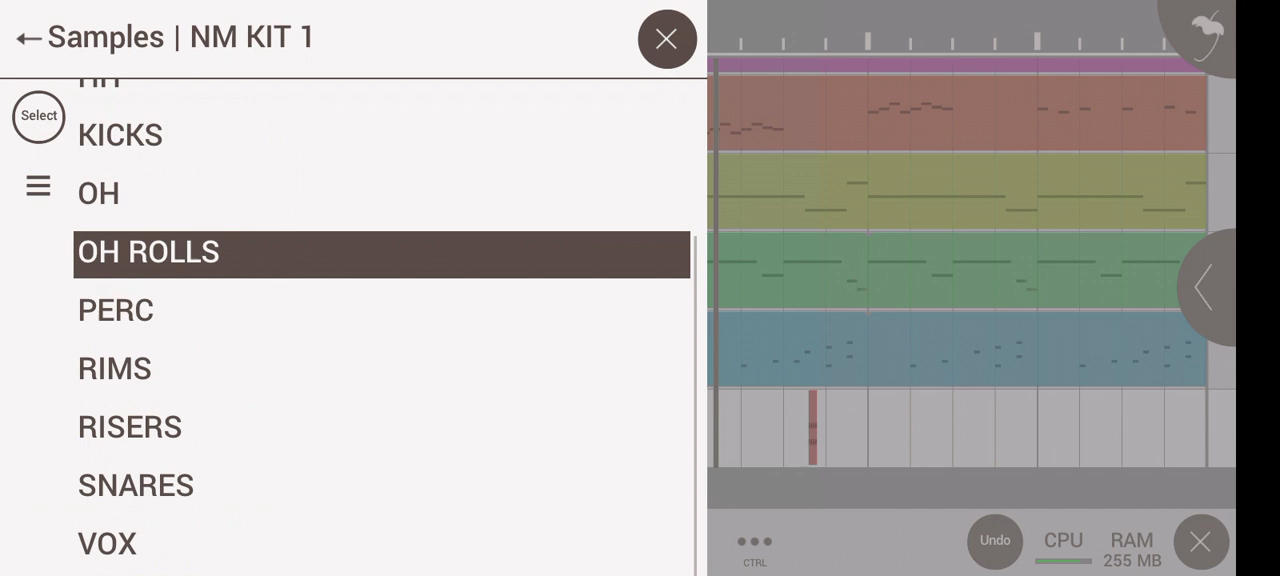 Samples | NM KIT 1
Select
KICKS
OH
OH ROLLS
PERC
RIMS
RISERS
SNARES
VOX
CTRL
Undo
CPU
RAM
255 MB